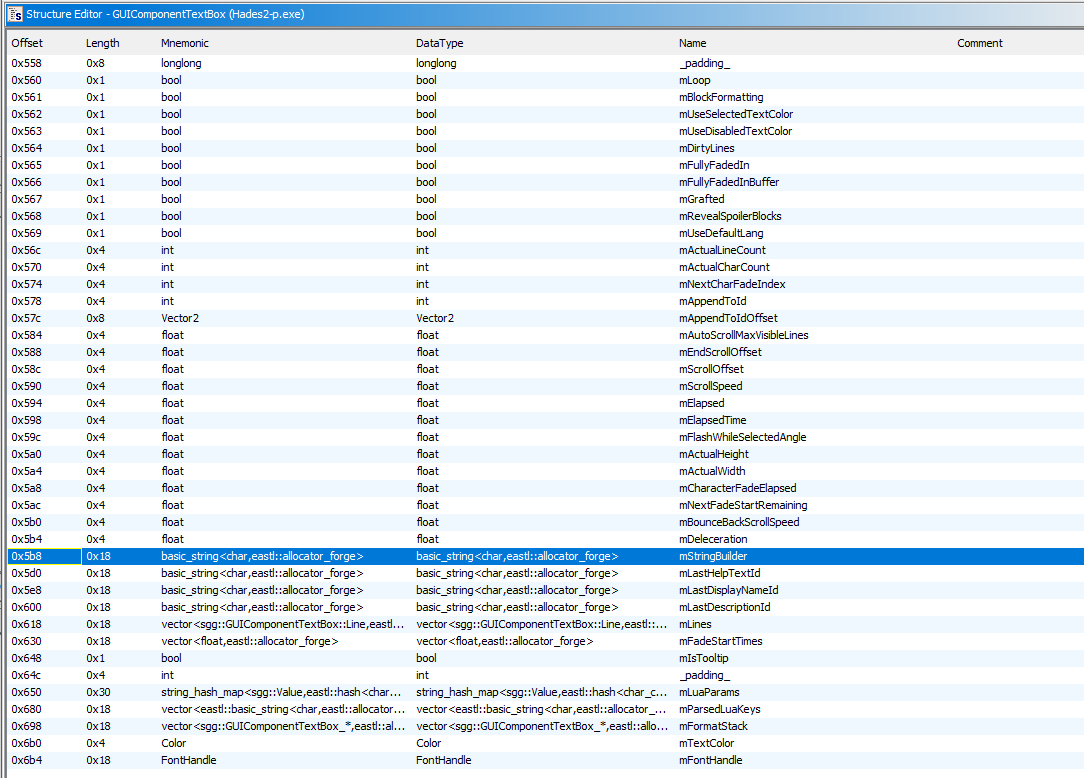 Structure Editor - GUIComponentTextBox (Hades2-p.exe)
Offset Length Mnemonic DataType Name Comment
0x558 0x8 longlong longlong _padding_
0x560 0x1 bool bool mLoop
0x561 0x1 bool bool mBlockFormatting
0x562 0x1 bool bool mUseSelectedTextColor
0x563 0x1 bool bool mUseDisabledTextColor
0x564 0x1 bool bool mDirtyLines
0x565 0x1 bool bool mFullyFadedIn
0x566 0x1 bool bool mFullyFadedInBuffer
0x567 0x1 bool bool mGrafted
0x568 0x1 bool bool mRevealSpoilerBlocks
0x569 0x1 bool bool mUseDefaultLang
0x56c 0x4 int int mActualLineCount
0x570 0x4 int int mActualCharCount
0x574 0x4 int int mNextCharFadeIndex
0x578 0x4 int int mAppendToId
0x57c 0x8 Vector2 Vector2 mAppendToIdOffset
0x584 0x4 float float mAutoScrollMaxVisibleLines
0x588 0x4 float float mEndScrollOffset
0x58c 0x4 float float mScrollOffset
0x590 0x4 float float mScrollSpeed
0x594 0x4 float float mElapsed
0x598 0x4 float float mElapsedTime
0x59c 0x4 float float mFlashWhileSelectedAngle
0x5a0 0x4 float float mActualHeight
0x5a4 0x4 float float mActualWidth
0x5a8 0x4 float float mCharacterFadeElapsed
0x5ac 0x4 float float mNextFadeStartRemaining
0x5b0 0x4 float float mBounceBackScrollSpeed
0x5b4 0x4 float float mDeleceration
0x5b8 0x18 basic_string<char,eastl::allocator_forge> basic_string<char,eastl::allocator_forge> mStringBuilder
0x5d0 0x18 basic_string<char,eastl::allocator_forge> basic_string<char,eastl::allocator_forge> mLastHelpTextId
0x5e8 0x18 basic_string<char,eastl::allocator_forge> basic_string<char,eastl::allocator_forge> mLastDisplayNameId
0x600 0x18 basic_string<char,eastl::allocator_forge> basic_string<char,eastl::allocator_forge> mLastDescriptionId
0x618 0x18 vector<sgg::GUIComponentTextBox::Line,eastl... vector<sgg::GUIComponentTextBox::Line,eastl::... mLines
0x630 0x18 vector<float,eastl::allocator_forge> vector<float,eastl::allocator_forge> mFadeStartTimes
0x648 0x1 bool bool mIsTooltip
0x64c 0x4 int int _padding_
0x650 0x30 string_hash_map<sgg::Value,eastl::hash<char... string_hash_map<sgg::Value,eastl::hash<char_c... mLuaParams
0x680 0x18 vector<eastl::basic_string<char,eastl::allocator... vector<eastl::basic_string<char,eastl::allocator_... mParsedLuaKeys
0x698 0x18 vector<sgg::GUIComponentTextBox_*,eastl::al... vector<sgg::GUIComponentTextBox_*,eastl::allo... mFormatStack
0x6b0 0x4 Color Color mTextColor
0x6b4 0x18 FontHandle FontHandle mFontHandle